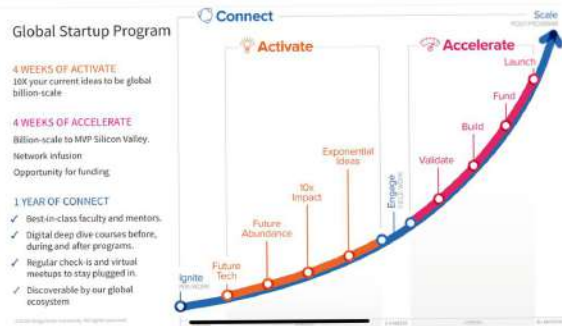 Global Startup Program
4 WEEKS OF ACTIVATE
10X your current ideas to be global
billion-scale
4 WEEKS OF ACCELERATE
Billion-scale to MVP Silicon Valley.
Network infusion
Opportunity for funding
1 YEAR OF CONNECT
✓ Best-in-class faculty and mentors.
✓ Digital deep dive courses before,
during and after programs.
✓ Regular check-is and virtual
meetups to stay plugged in.
✓ Discoverable by our global
ecosystem
Connect
Activate
Accelerate
Scale
Ignite
Future
Tech
Future
Abundance
10x
Impact
Exponential
Ideas
Engage
Validate
Build
Fund
Launch